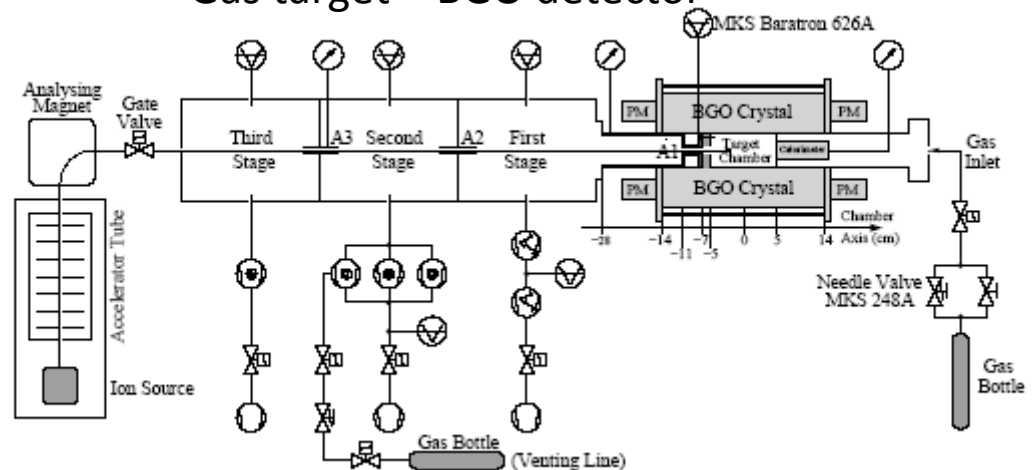 Gas target – BGO detector
MKS Baratron 626A
Analysing
Magnet
Gate
Valve
PM
BGO Crystal
PM
Third
Stage
A3
Second
Stage
A2
First
Stage
A1
Target
Chamber
Calorimeter
Gas
Inlet
PM
BGO Crystal
PM
Chamber
Axis (cm)
-28
-14
-11
-7
-5
0
5
14
Accelerator Tube
Needle Valve
MKS 248A
Ion Source
Gas
Bottle
Gas Bottle
(Venting Line)